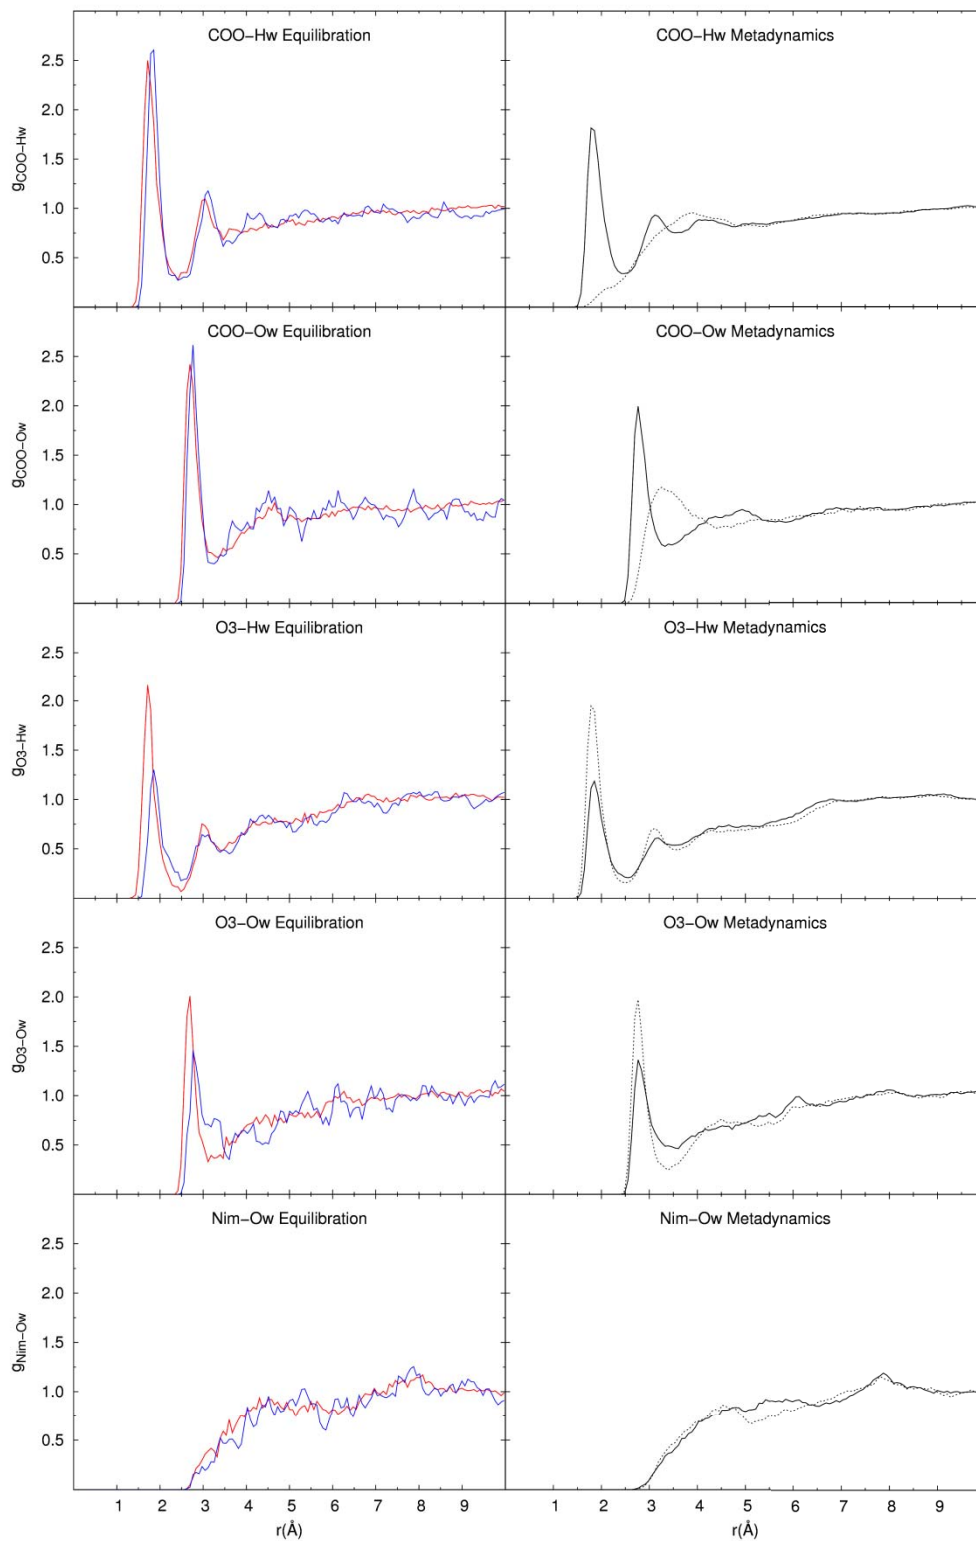 COO−Hw Equilibration
COO−Hw Metadynamics
2.5
2.0
1.5
1.0
0.5
gCOO−Hw
COO−Ow Equilibration
COO−Ow Metadynamics
2.5
2.0
1.5
1.0
0.5
gCOO−Ow
O3−Hw Equilibration
O3−Hw Metadynamics
2.5
2.0
1.5
1.0
0.5
gO3−Hw
O3−Ow Equilibration
O3−Ow Metadynamics
2.5
2.0
1.5
1.0
0.5
gO3−Ow
Nim−Ow Equilibration
Nim−Ow Metadynamics
2.5
2.0
1.5
1.0
0.5
gNim−Ow
1 2 3 4 5 6 7 8 9
1 2 3 4 5 6 7 8 9
r(Å)
r(Å)